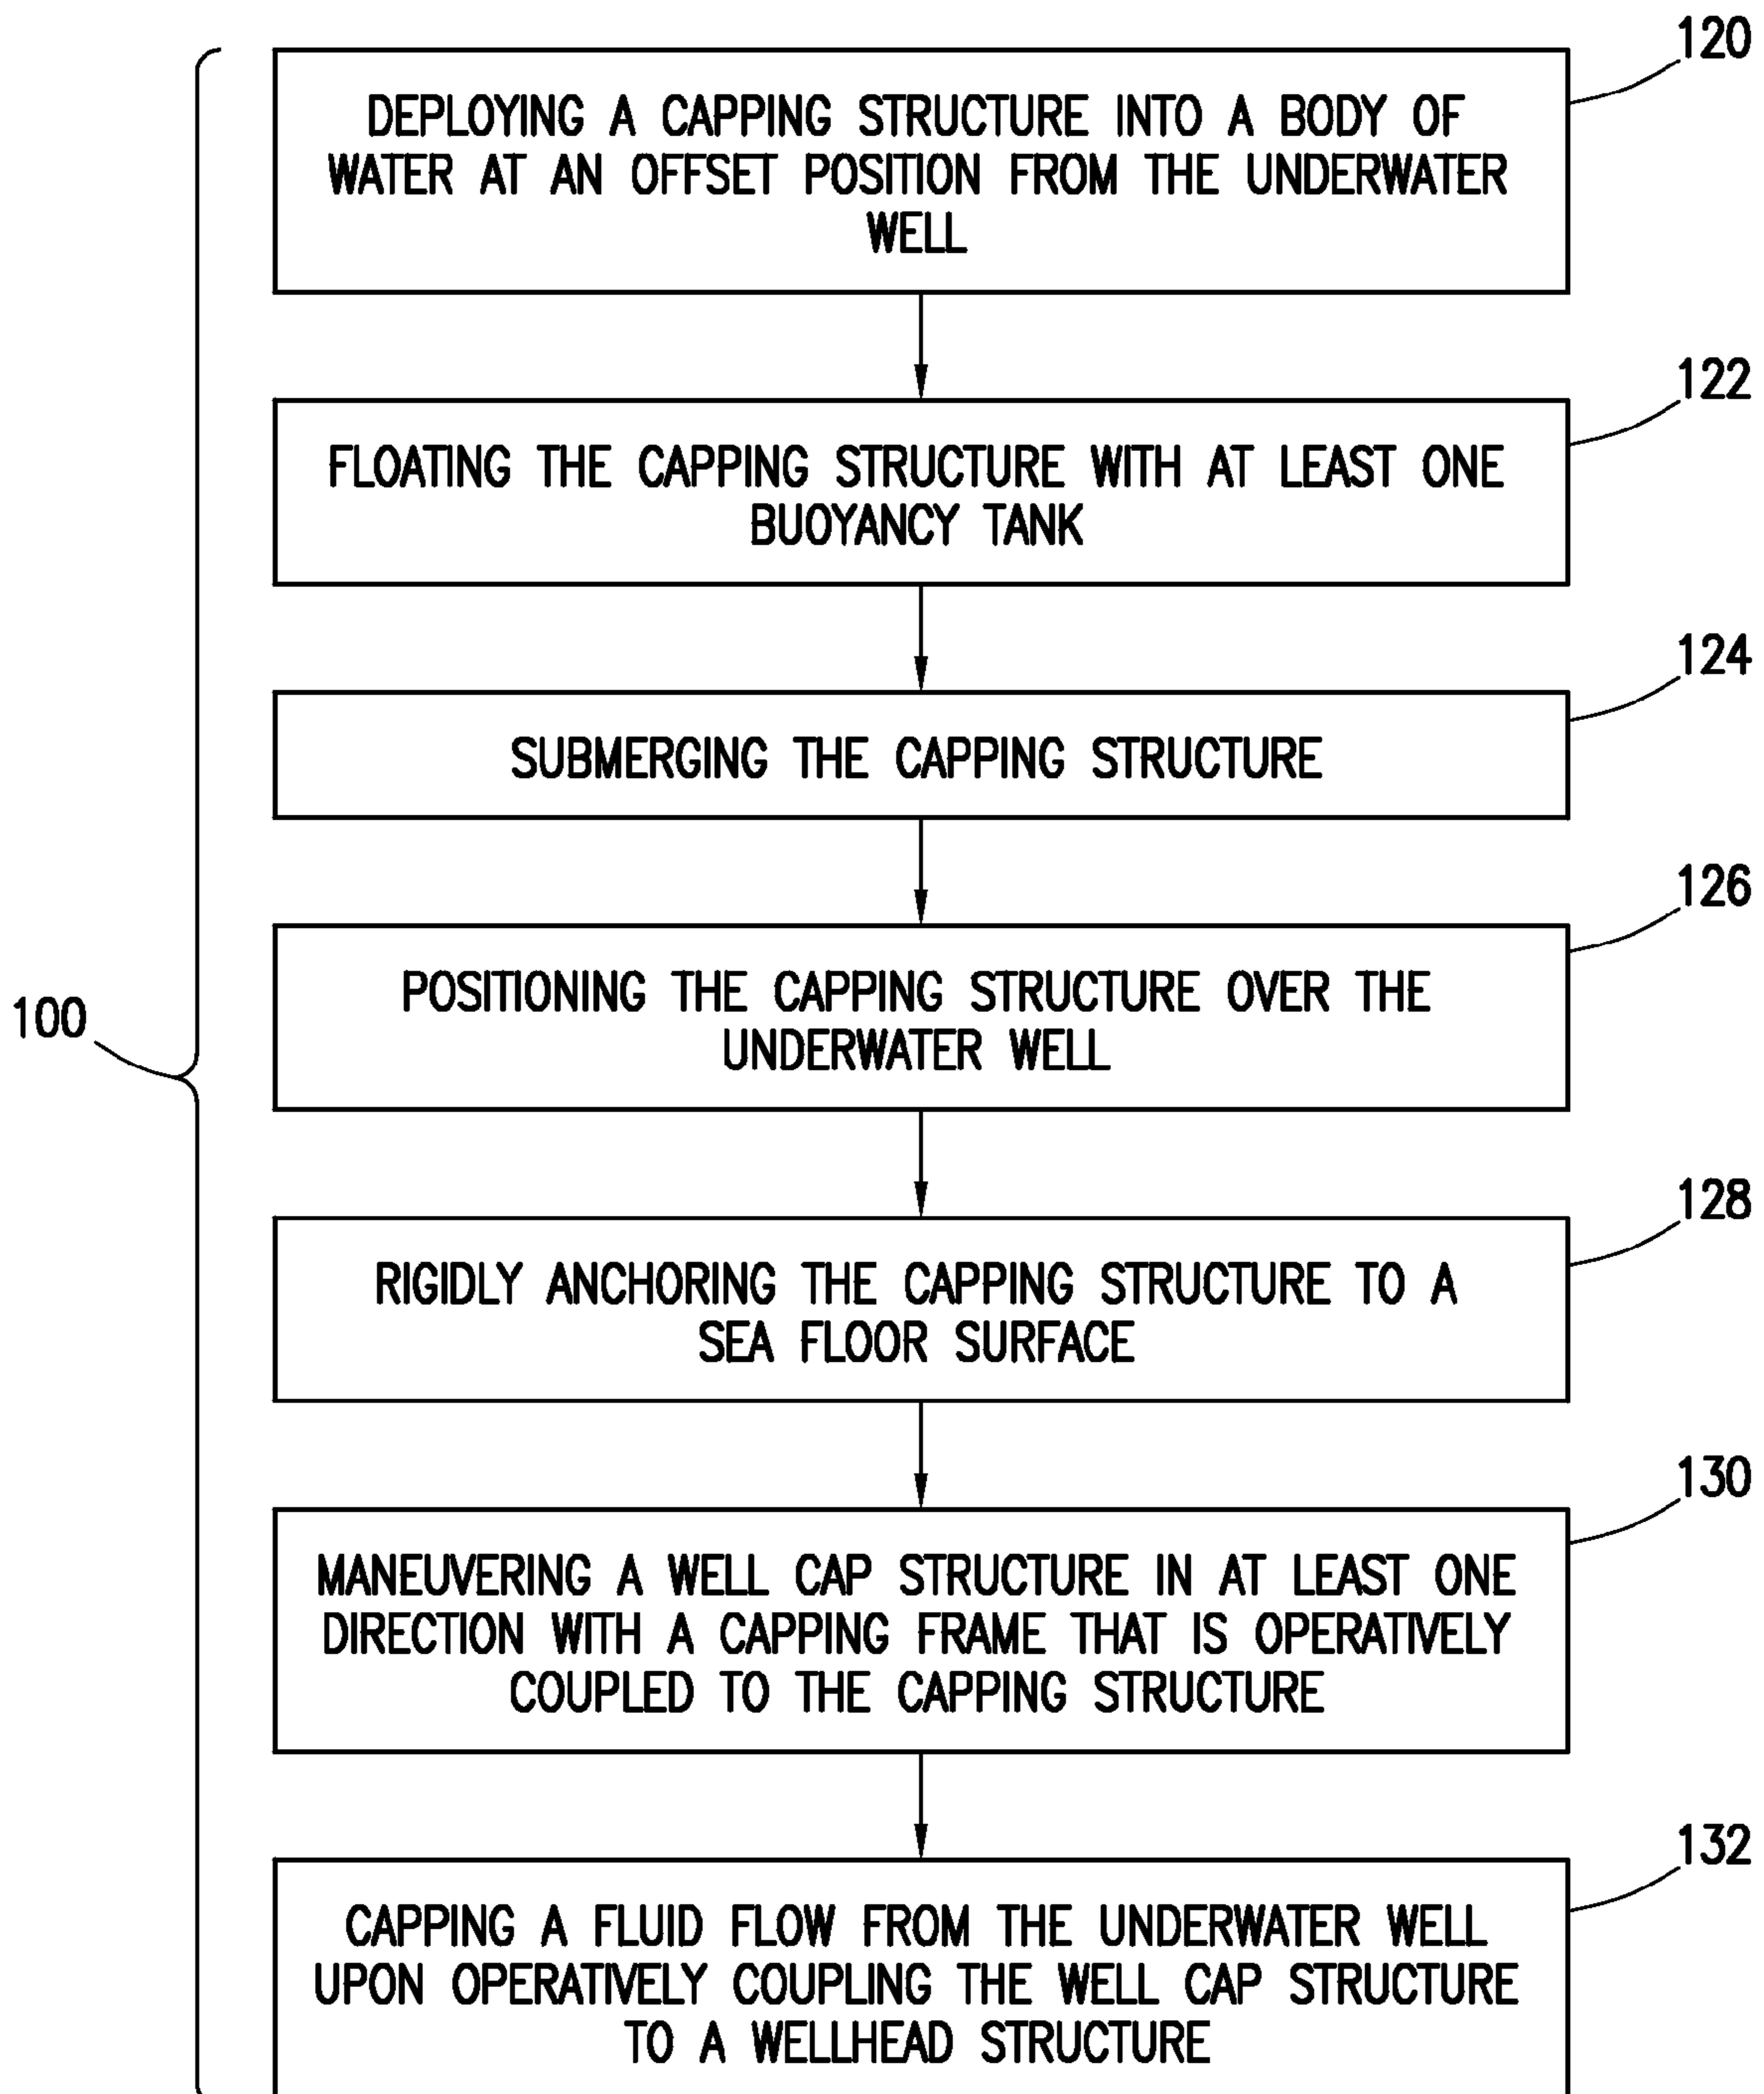 120
DEPLOYING A CAPPING STRUCTURE INTO A BODY OF
WATER AT AN OFFSET POSITION FROM THE UNDERWATER
WELL
122
FLOATING THE CAPPING STRUCTURE WITH AT LEAST ONE
BUOYANCY TANK
124
SUBMERGING THE CAPPING STRUCTURE
126
POSITIONING THE CAPPING STRUCTURE OVER THE
UNDERWATER WELL
100
128
RIGIDLY ANCHORING THE CAPPING STRUCTURE TO A
SEA FLOOR SURFACE
130
MANEUVERING A WELL CAP STRUCTURE IN AT LEAST ONE
DIRECTION WITH A CAPPING FRAME THAT IS OPERATIVELY
COUPLED TO THE CAPPING STRUCTURE
132
CAPPING A FLUID FLOW FROM THE UNDERWATER WELL
UPON OPERATIVELY COUPLING THE WELL CAP STRUCTURE
TO A WELLHEAD STRUCTURE